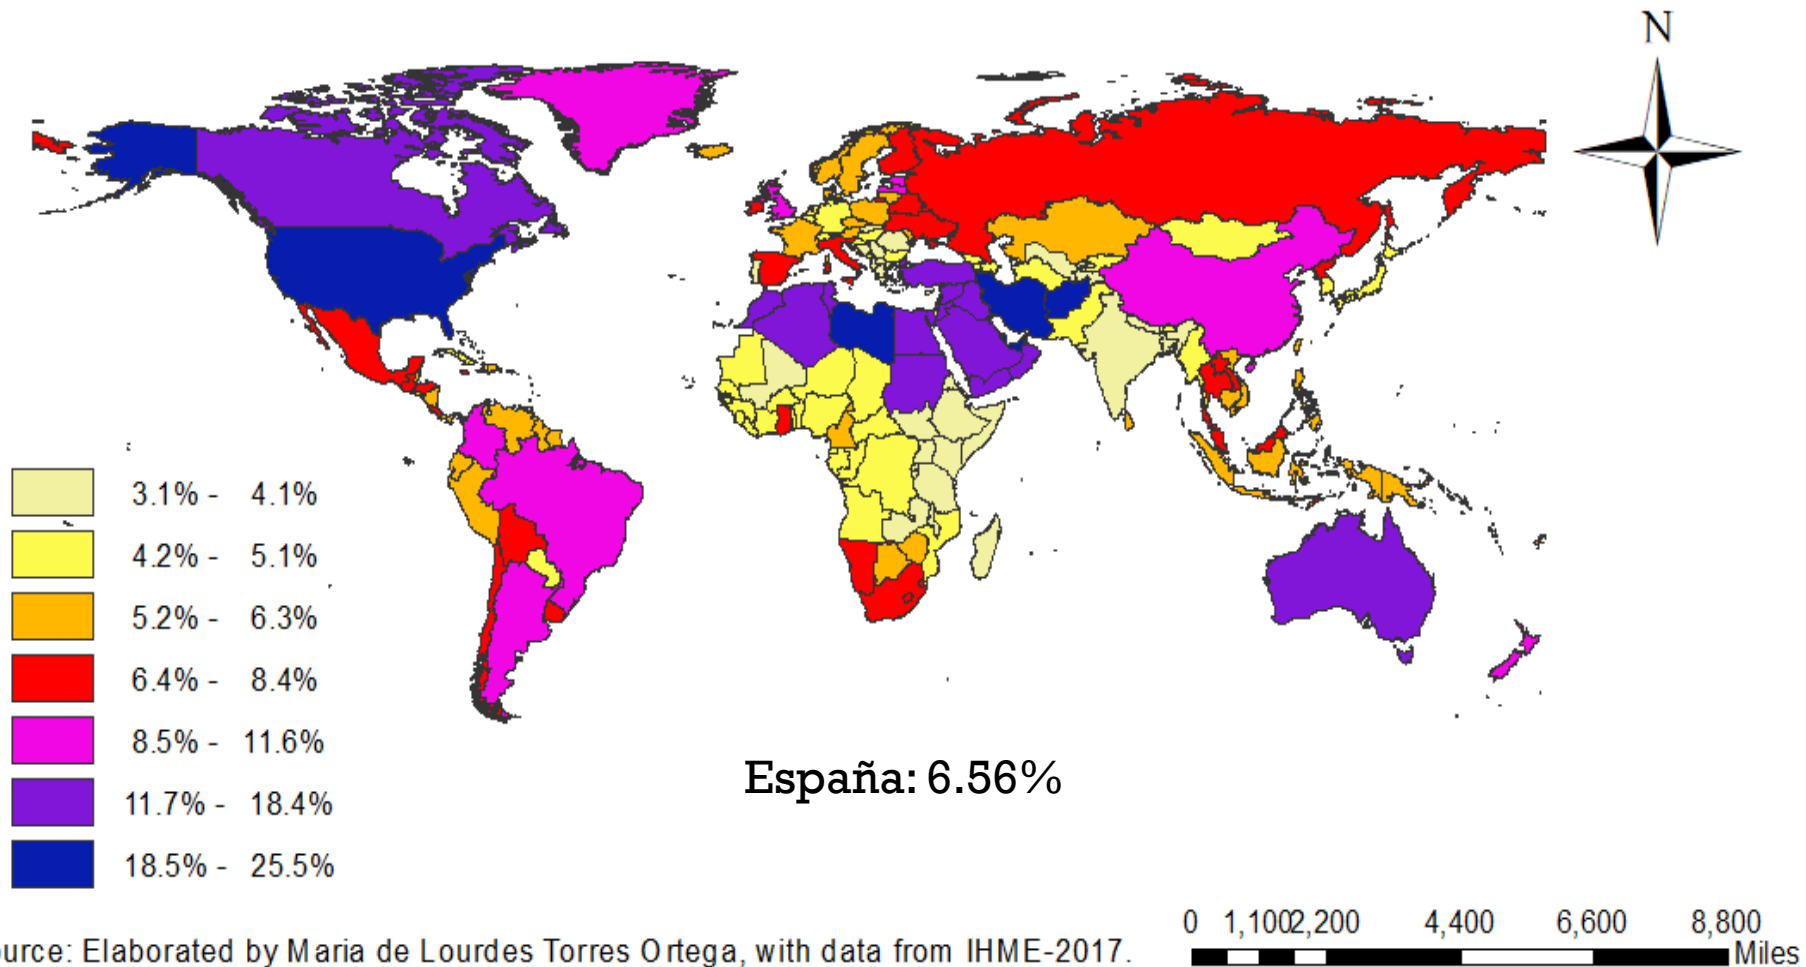 N
3.1% - 4.1%
4.2% - 5.1%
5.2% - 6.3%
6.4% - 8.4%
8.5% - 11.6%
11.7% - 18.4%
18.5% - 25.5%
España: 6.56%
0 1,100 2,200 4,400 6,600 8,800
Miles
ource: Elaborated by Maria de Lourdes Torres Ortega, with data from IHME-2017.